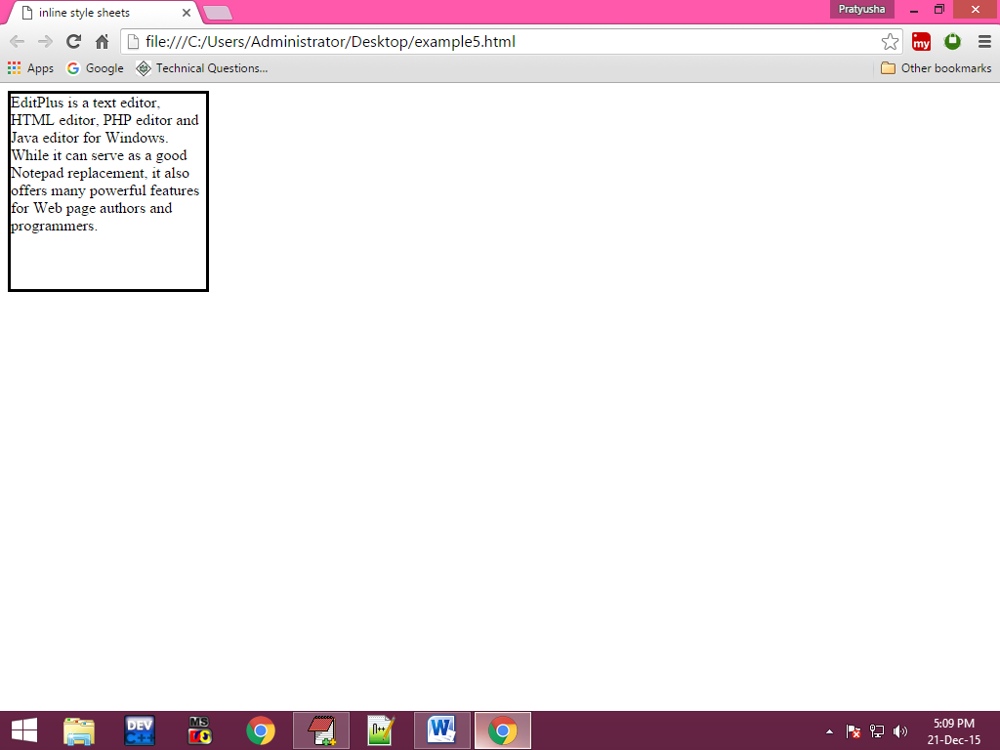 inline style sheets
Pratyusha
file:///C:/Users/Administrator/Desktop/example5.html
my
Apps
Google
Technical Questions...
Other bookmarks
EditPlus is a text editor,
HTML editor, PHP editor and
Java editor for Windows.
While it can serve as a good
Notepad replacement, it also
offers many powerful features
for Web page authors and
programmers.
DEV
C++
MS
W
5:09 PM
21-Dec-15